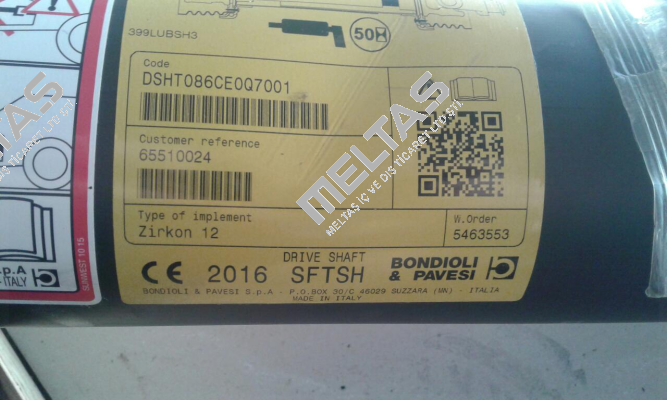 399LUBSH3
50H
Code
DSHT086CE0Q7001
Customer reference
65510024
Type of implement
Zirkon 12
W.Order
5463553
DRIVE SHAFT
CE 2016 SFTSH
BONDIOLI & PAVESI
BONDIOLI & PAVESI S.p.A - P.O.BOX 30/C 46029 SUZZARA (MN) - ITALIA
MADE IN ITALY
S.p.A
- ITALY
MELTAS
MELTAS İÇ VE DIŞ TİCARET LTD ŞTİ.